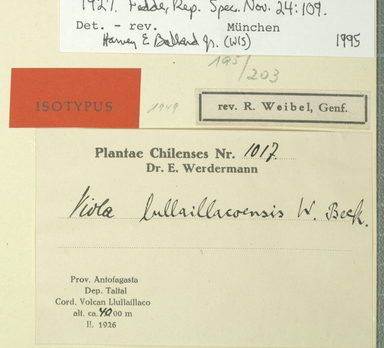 1927. Fedde, Rep. Spec. Nov. 24:109.
Det. – rev. München
Harvey E. Ballard Jr. (WIS) 1995
195/203
ISOTYPUS
1949
rev. R. Weibel, Genf.
Plantae Chilenses Nr. 1017
Dr. E. Werdermann
Viola llullaillacoensis W. Beck.
Prov. Antofagasta
Dep. Taltal
Cord. Volcan Llullaillaco
alt. ca. 4000 m
II. 1926